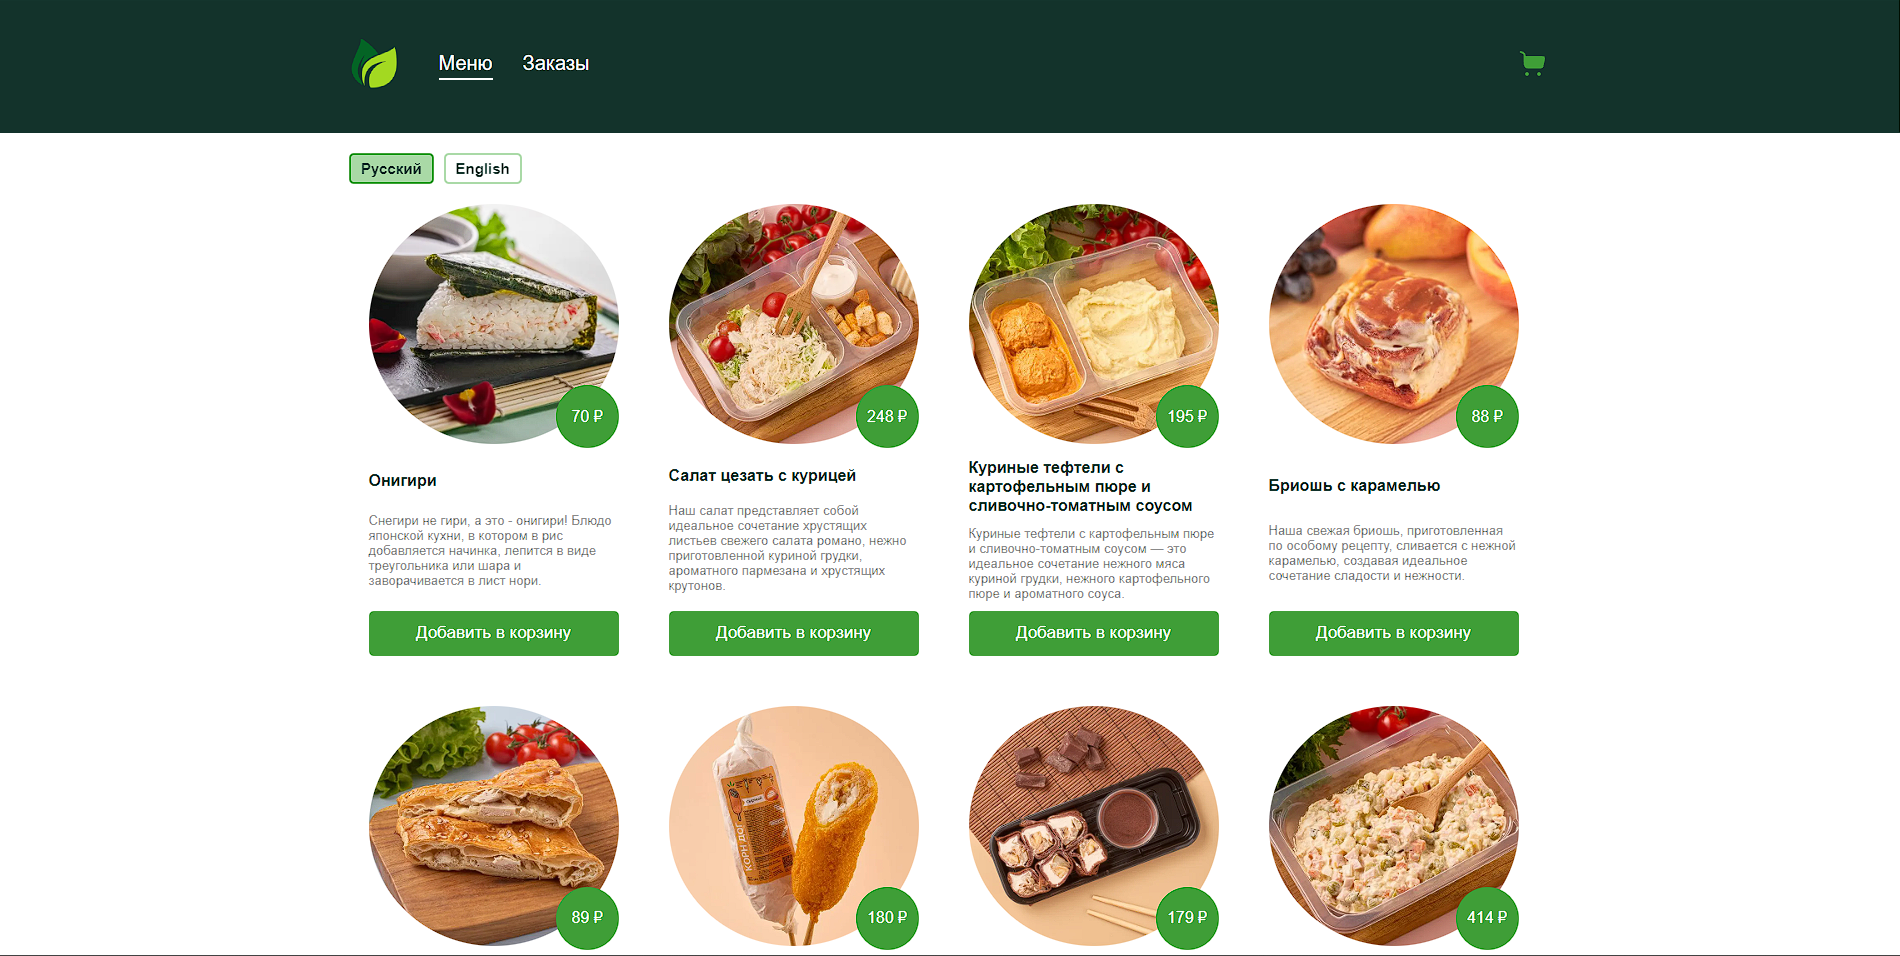 Меню Заказы
Русский English
70 ₽
248 ₽
195 ₽
88 ₽
Онигири
Снегири не гири, а это - онигири! Блюдо
японской кухни, в котором в рис
добавляется начинка, лепится в виде
треугольника или шара и
заворачивается в лист нори.
Добавить в корзину
Салат цезать с курицей
Наш салат представляет собой
идеальное сочетание хрустящих
листьев свежего салата романо, нежно
приготовленной куриной грудки,
ароматного пармезана и хрустящих
крутонов.
Добавить в корзину
Куриные тефтели с
картофельным пюре и
сливочно-томатным соусом
Куриные тефтели с картофельным пюре
и сливочно-томатным соусом — это
идеальное сочетание нежного мяса
куриной грудки, нежного картофельного
пюре и ароматного соуса.
Добавить в корзину
Бриошь с карамелью
Наша свежая бриошь, приготовленная
по особому рецепту, сливается с нежной
карамелью, создавая идеальное
сочетание сладости и нежности.
Добавить в корзину
89 ₽
КОРН ДОГ
180 ₽
179 ₽
414 ₽